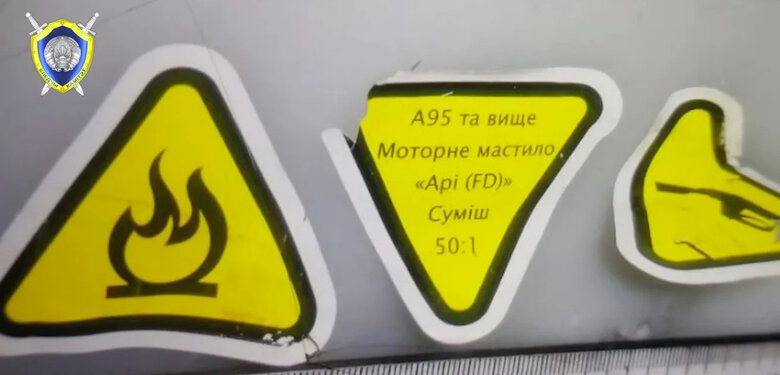 А95 та вище
Моторне мастило
«Api (FD)»
Суміш
50:1